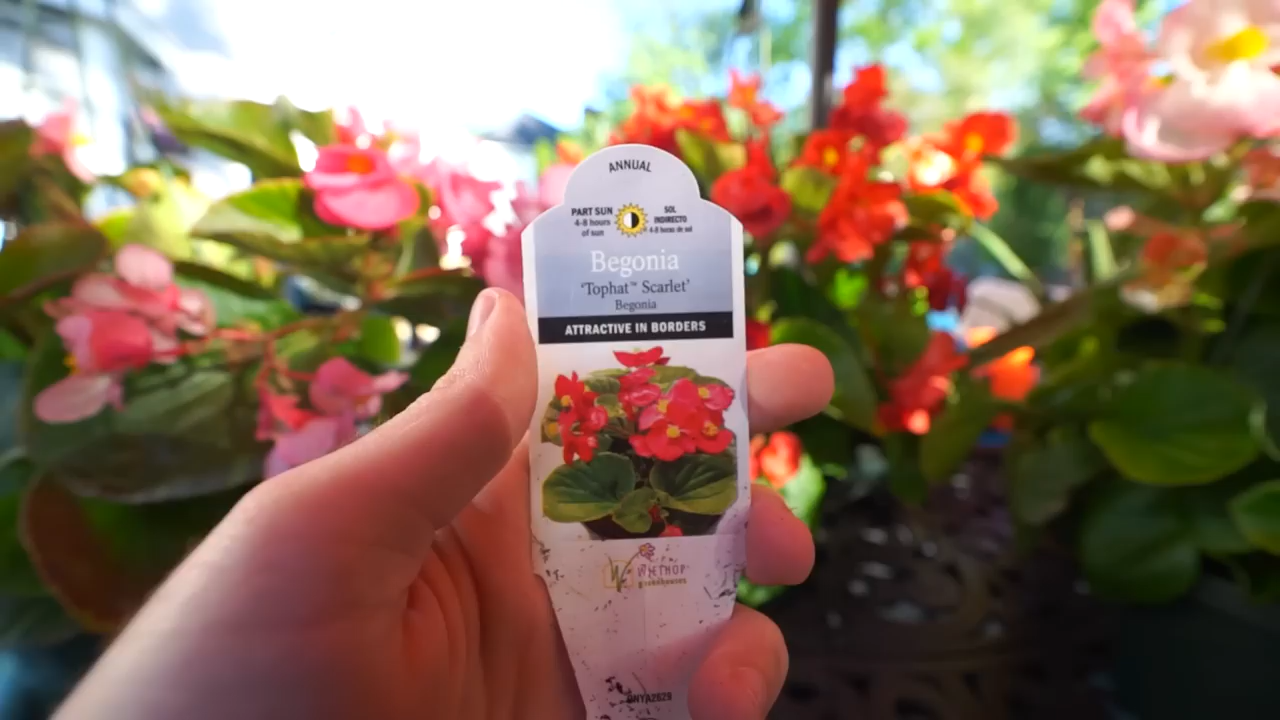 ANNUAL
PART SUN
4-8 hours
of sun
SOL
INDIRECTO
4-8 horas de sol
Begonia
'Tophat™ Scarlet'
Begonia
ATTRACTIVE IN BORDERS
WIETHOP
greenhouses